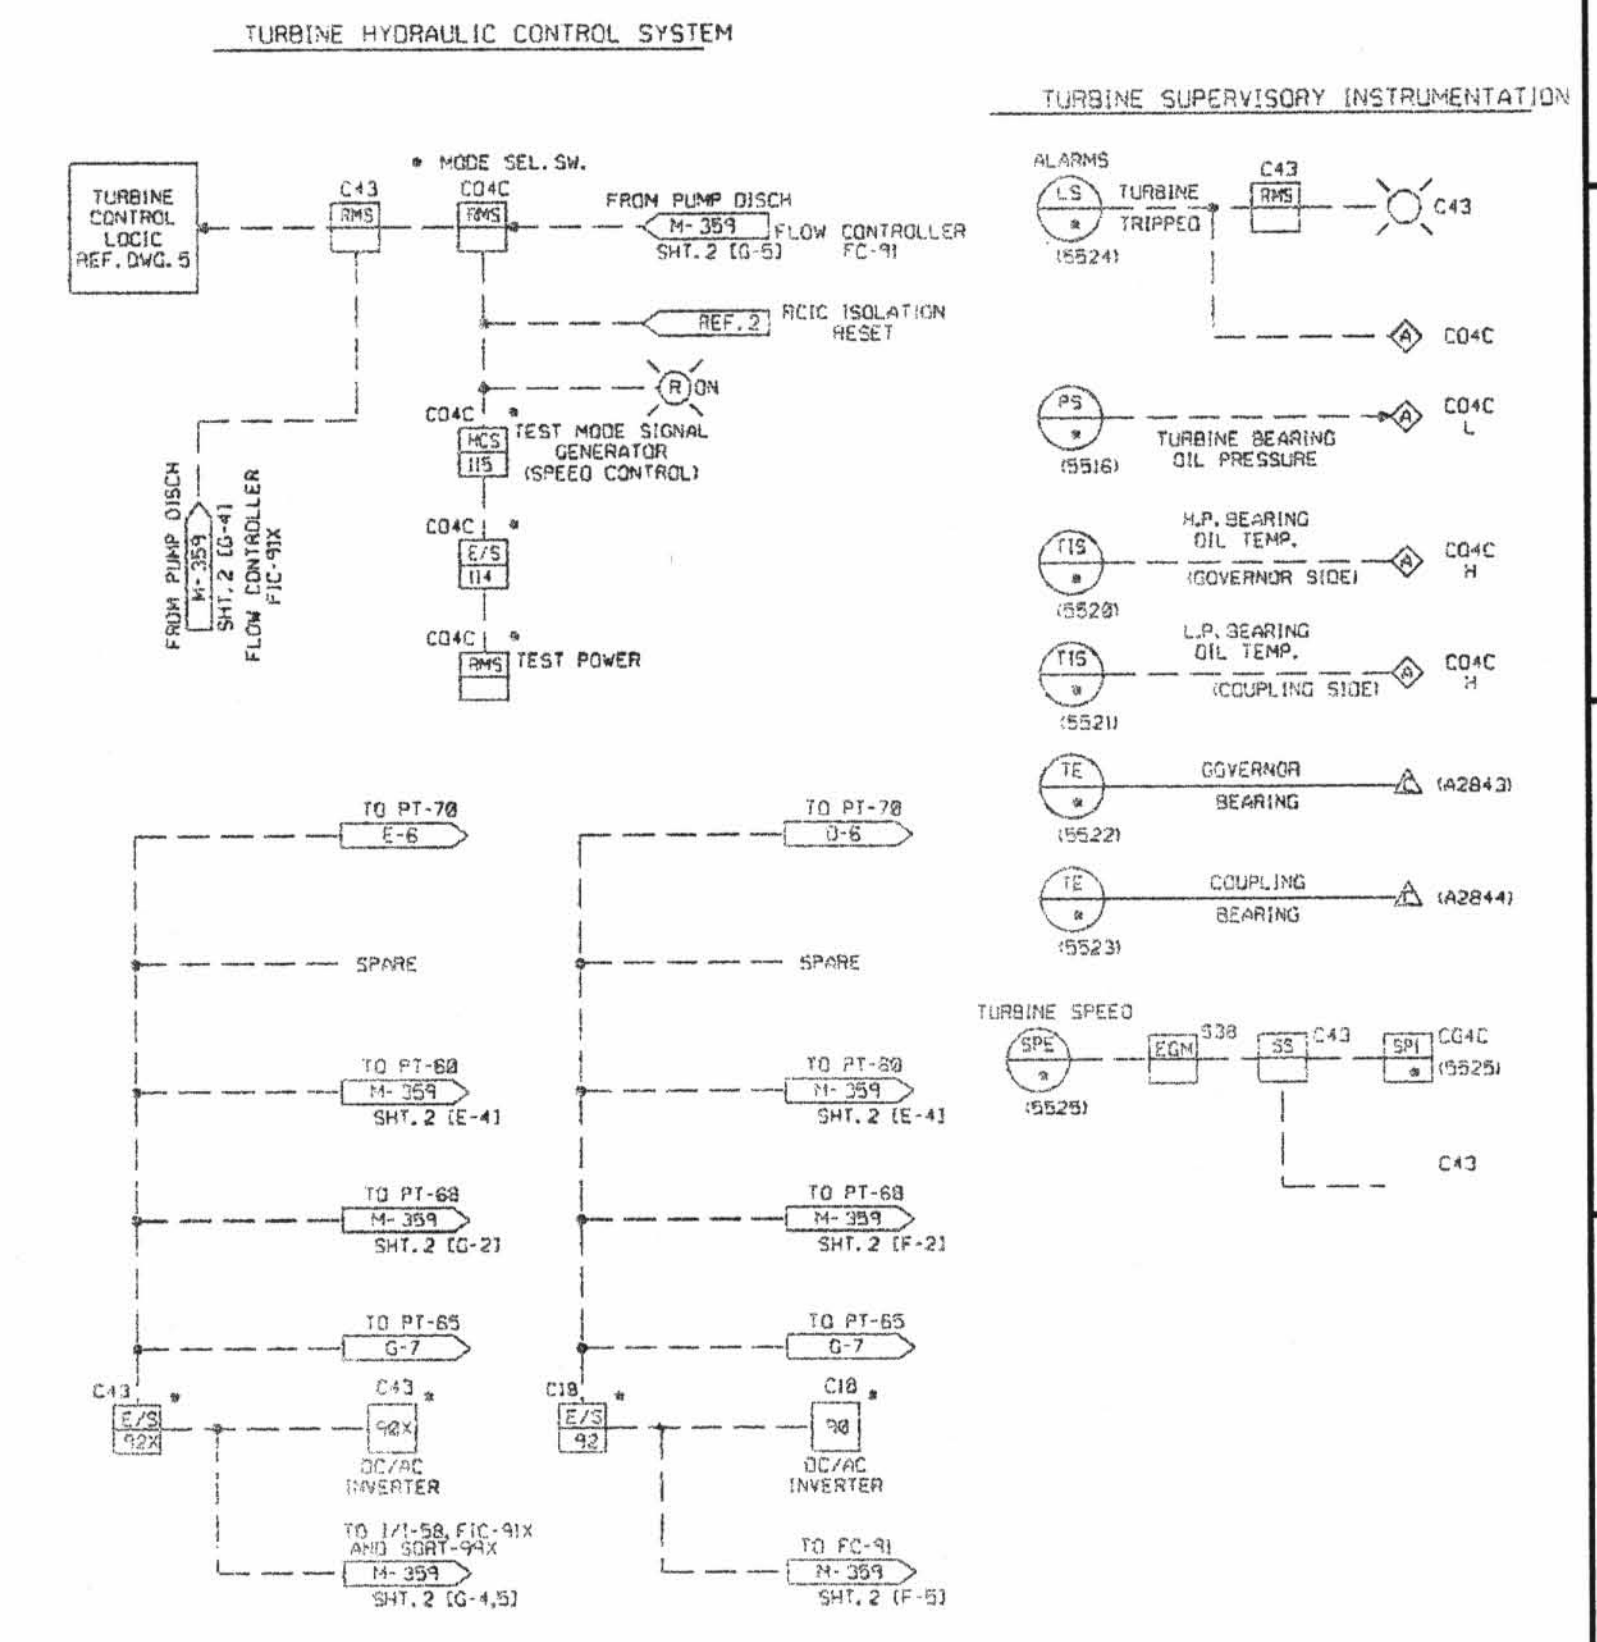 TURBINE HYDRAULIC CONTROL SYSTEM
TURBINE
CONTROL
LOGIC
REF. DWG. 5
C43
RMS
* MODE SEL. SW.
C04C
RMS
FROM PUMP DISCH
M-359
SHT. 2 [G-5]
FLOW CONTROLLER
FC-91
REF. 2
RCIC ISOLATION
RESET
R
ON
C04C *
HCS
115
TEST MODE SIGNAL
GENERATOR
(SPEED CONTROL)
C04C *
E/S
114
C04C *
RMS
TEST POWER
FROM PUMP DISCH
M-359
SHT. 2 [G-4]
FLOW CONTROLLER
FIC-91X
TO PT-70
E-6
SPARE
TO PT-60
M-359
SHT. 2 [E-4]
TO PT-68
M-359
SHT. 2 [G-2]
TO PT-65
G-7
C43 *
E/S
92X
C43 *
90X
DC/AC
INVERTER
TO I/I-58, FIC-91X
AND SQRT-99X
M-359
SHT. 2 [G-4,5]
TO PT-70
D-6
SPARE
TO PT-60
M-359
SHT. 2 [E-4]
TO PT-68
M-359
SHT. 2 [F-2]
TO PT-65
G-7
C18 *
E/S
92
C18 *
90
DC/AC
INVERTER
TO FC-91
M-359
SHT. 2 (F-5]
TURBINE SUPERVISORY INSTRUMENTATION
ALARMS
LS
*
(5524)
TURBINE
TRIPPED
C43
RMS
C43
A
C04C
PS
*
(5516)
TURBINE BEARING
OIL PRESSURE
A
C04C
L
TIS
*
(5520)
H.P. BEARING
OIL TEMP.
(GOVERNOR SIDE)
A
C04C
H
TIS
*
(5521)
L.P. BEARING
OIL TEMP.
(COUPLING SIDE)
A
C04C
H
TE
*
(5522)
GOVERNOR
BEARING
C
(A2843)
TE
*
(5523)
COUPLING
BEARING
C
(A2844)
TURBINE SPEED
SPE
*
(5525)
EGM
S38
SS
C43
SPI
*
C04C
(5525)
C43